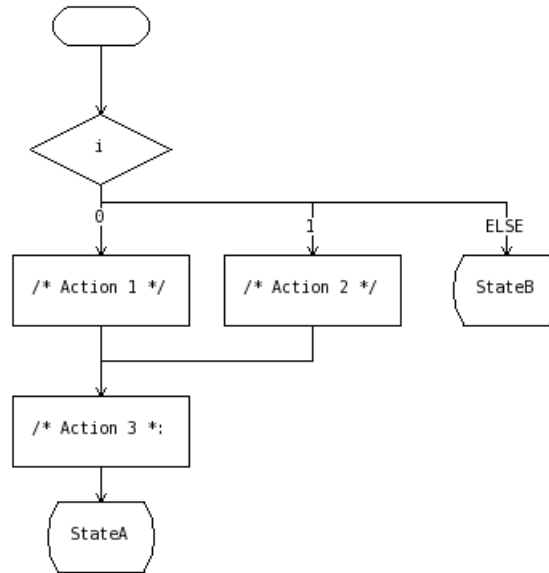 i
0
1
ELSE
/* Action 1 */
/* Action 2 */
StateB
/* Action 3 *:
StateA